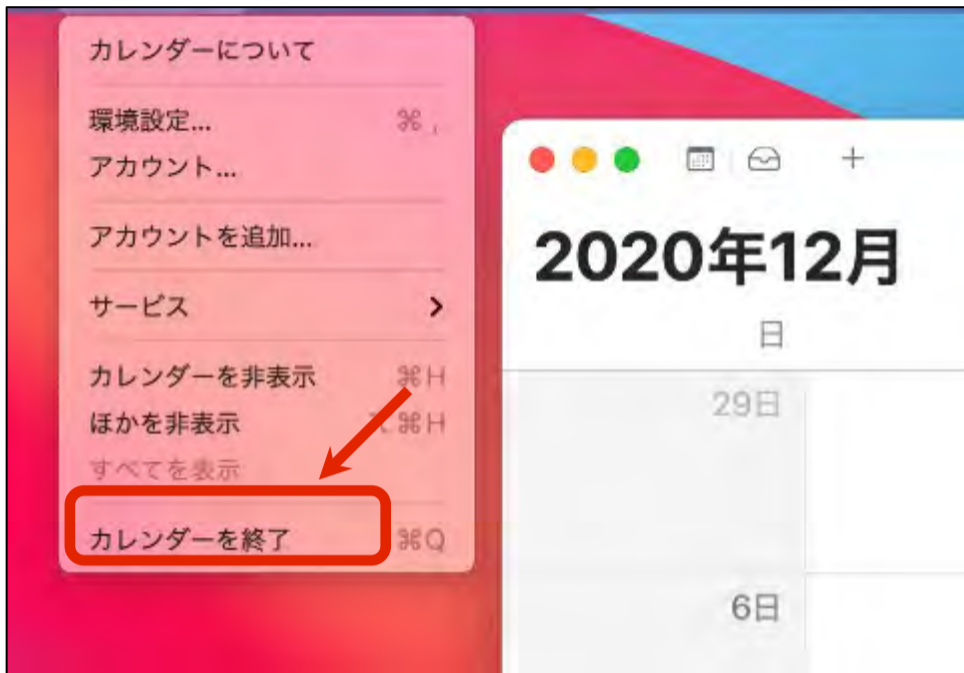 カレンダーについて
環境設定... ⌘ ,
アカウント...
アカウントを追加...
サービス
カレンダーを非表示 ⌘H
ほかを非表示 ⌘H
すべてを表示
カレンダーを終了 ⌘Q
2020年12月
日
29日
6日